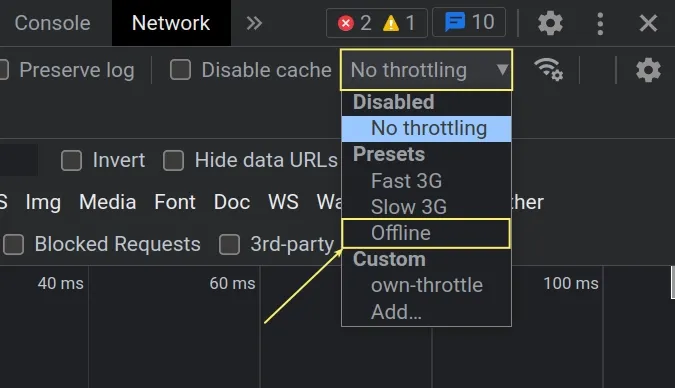 Console Network 2 1 10
Preserve log Disable cache No throttling
Disabled
No throttling
Presets
Invert Hide data URLs
Fast 3G
Img Media Font Doc WS
Slow 3G
Offline
Blocked Requests 3rd-party
Custom
40 ms 60 ms own-throttle 100 ms
Add...